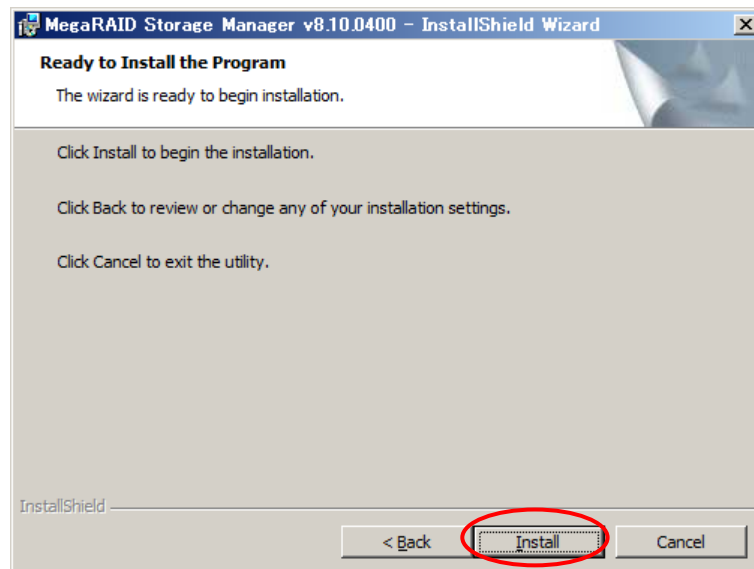 MegaRAID Storage Manager v8.10.0400 - InstallShield Wizard
Ready to Install the Program
The wizard is ready to begin installation.
Click Install to begin the installation.
Click Back to review or change any of your installation settings.
Click Cancel to exit the utility.
InstallShield
< Back Install Cancel